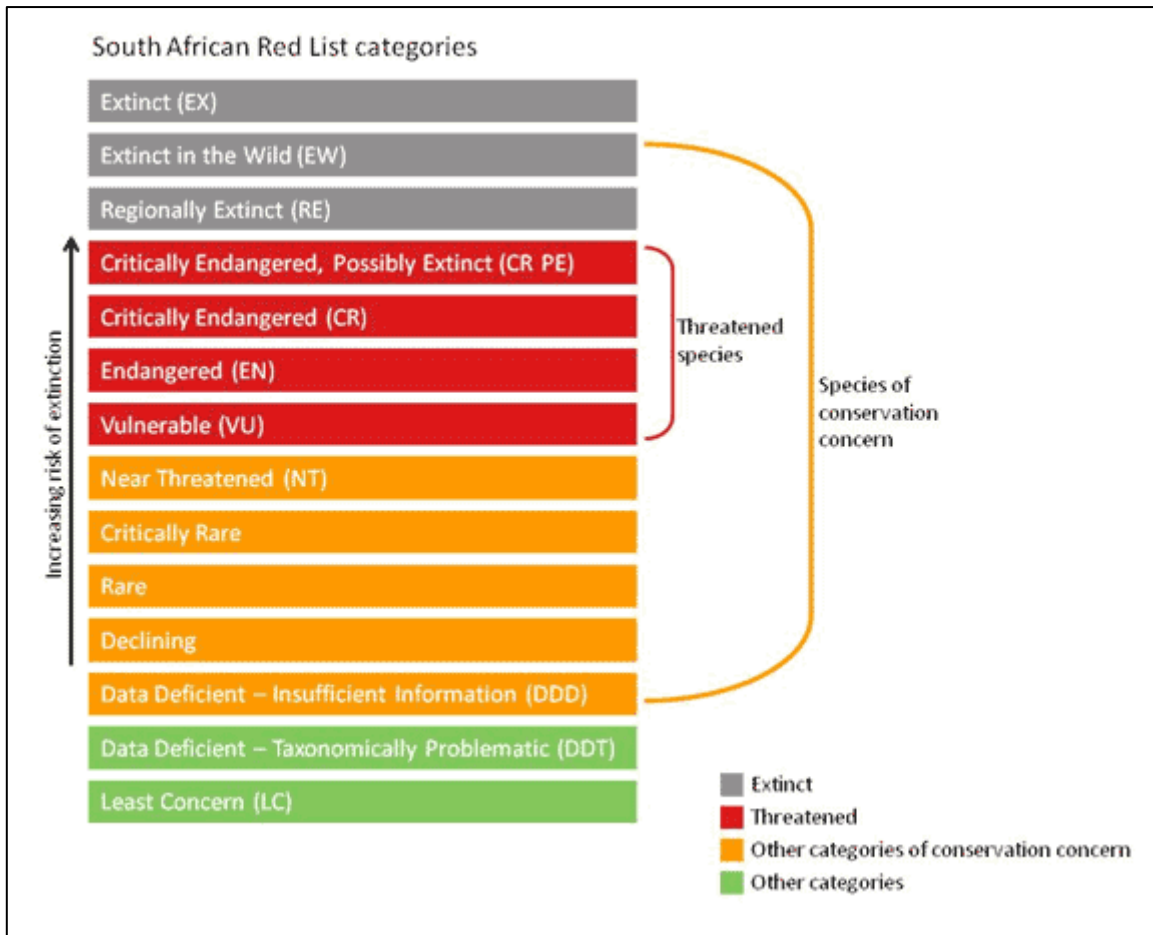 South African Red List categories
Extinct (EX)
Extinct in the Wild (EW)
Regionally Extinct (RE)
Critically Endangered, Possibly Extinct (CR PE)
Critically Endangered (CR)
Endangered (EN)
Vulnerable (VU)
Near Threatened (NT)
Critically Rare
Rare
Declining
Data Deficient – Insufficient Information (DDD)
Data Deficient – Taxonomically Problematic (DDT)
Least Concern (LC)
Increasing risk of extinction
Threatened
species
Species of
conservation
concern
Extinct
Threatened
Other categories of conservation concern
Other categories